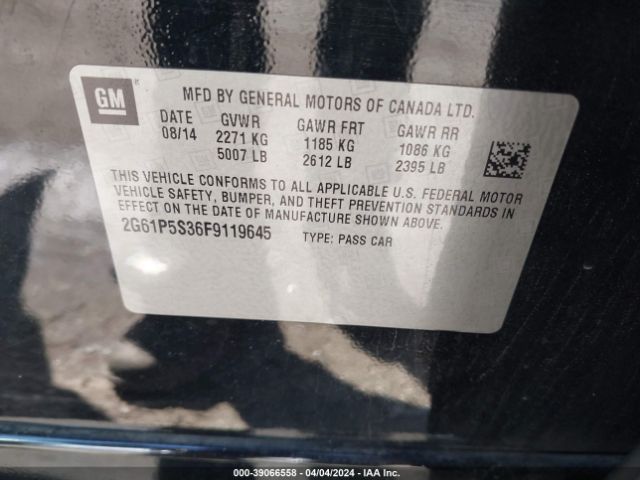 GM
MFD BY GENERAL MOTORS OF CANADA LTD.
DATE GVWR GAWR FRT GAWR RR
08/14 2271 KG 1185 KG 1086 KG
5007 LB 2612 LB 2395 LB
THIS VEHICLE CONFORMS TO ALL APPLICABLE U.S. FEDERAL MOTOR
VEHICLE SAFETY, BUMPER, AND THEFT PREVENTION STANDARDS
IN EFFECT ON THE DATE OF MANUFACTURE SHOWN ABOVE.
2G61P5S36F9119645 TYPE: PASS CAR
000-39066558 - 04/04/2024 - IAA Inc.